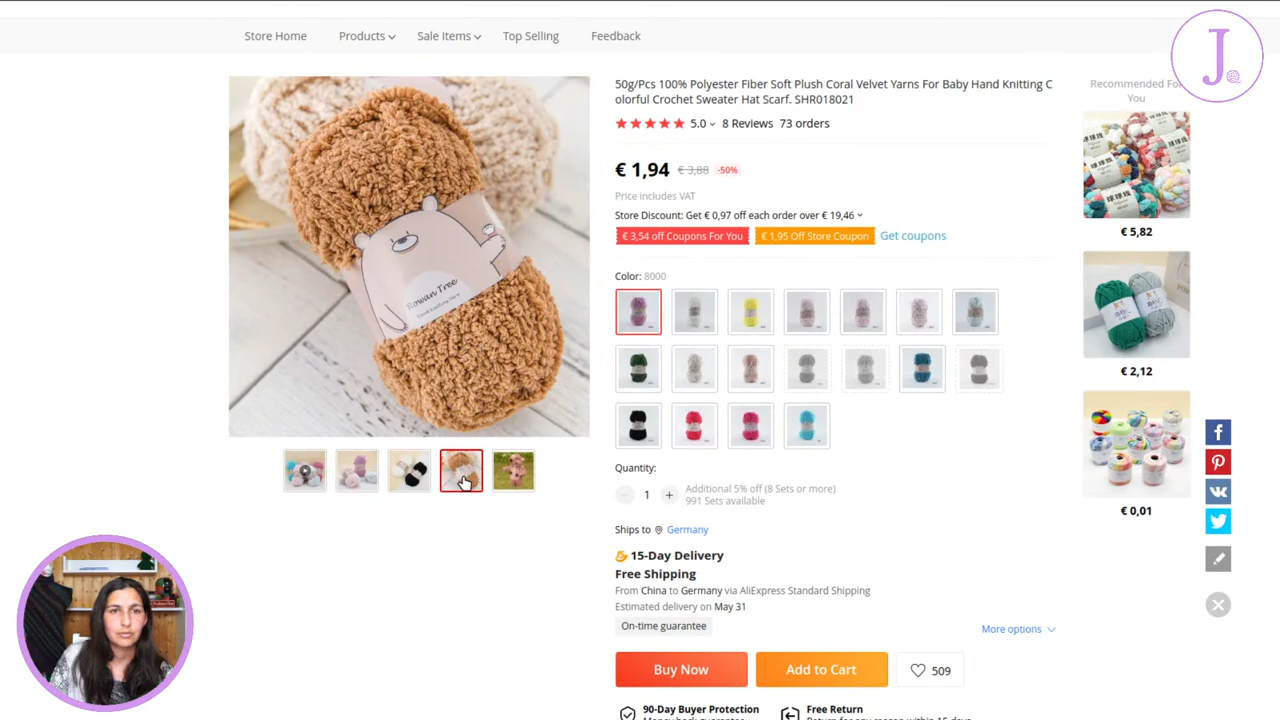 Store Home Products Sale Items Top Selling Feedback
J
50g/Pcs 100% Polyester Fiber Soft Plush Coral Velvet Yarns For Baby Hand Knitting C
olorful Crochet Sweater Hat Scarf. SHR018021
5.0 8 Reviews 73 orders
Recommended For
You
€ 1,94 € 3,88 -50%
Price includes VAT
Store Discount: Get € 0,97 off each order over € 19,46
€ 3,54 off Coupons For You € 1,95 Off Store Coupon Get coupons
€ 5,82
Color: 8000
Rowan Tree
€ 2,12
Quantity:
1 Additional 5% off (8 Sets or more)
991 Sets available
€ 0,01
Ships to Germany
15-Day Delivery
Free Shipping
From China to Germany via AliExpress Standard Shipping
Estimated delivery on May 31
On-time guarantee
More options
Buy Now Add to Cart 509
90-Day Buyer Protection Free Return